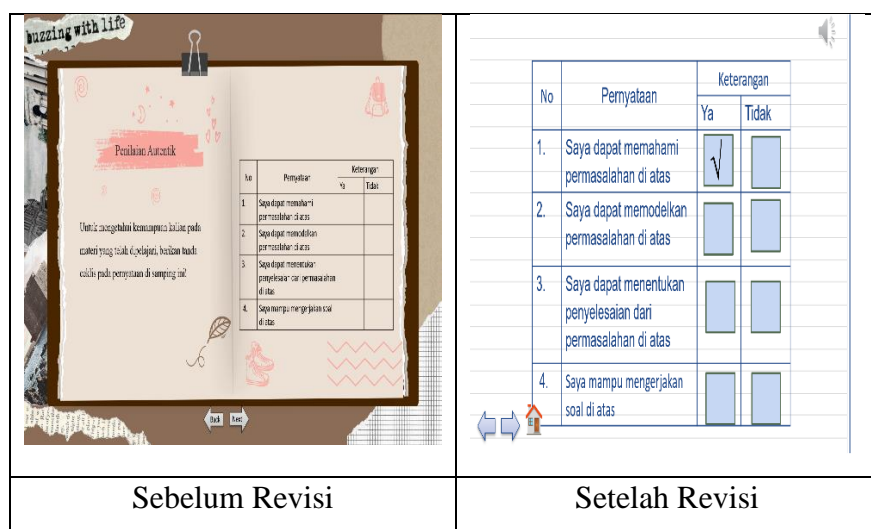 buzzing with life
Penilaian Autentik
Untuk mengetahui kemampuan kalian pada
materi yang telah dipelajari, berikan tanda
ceklis pada pernyataan di samping ini!
No Pernyataan Keterangan
Ya Tidak
1. Saya dapat memahami
permasalahan di atas
2. Saya dapat memodelkan
permasalahan di atas
3. Saya dapat menentukan
penyelesaian dari permasalahan
di atas
4. Saya mampu mengerjakan soal
di atas
Back Next
No Pernyataan Keterangan
Ya Tidak
1. Saya dapat memahami
permasalahan di atas √
2. Saya dapat memodelkan
permasalahan di atas
3. Saya dapat menentukan
penyelesaian dari
permasalahan di atas
4. Saya mampu mengerjakan
soal di atas
Sebelum Revisi Setelah Revisi